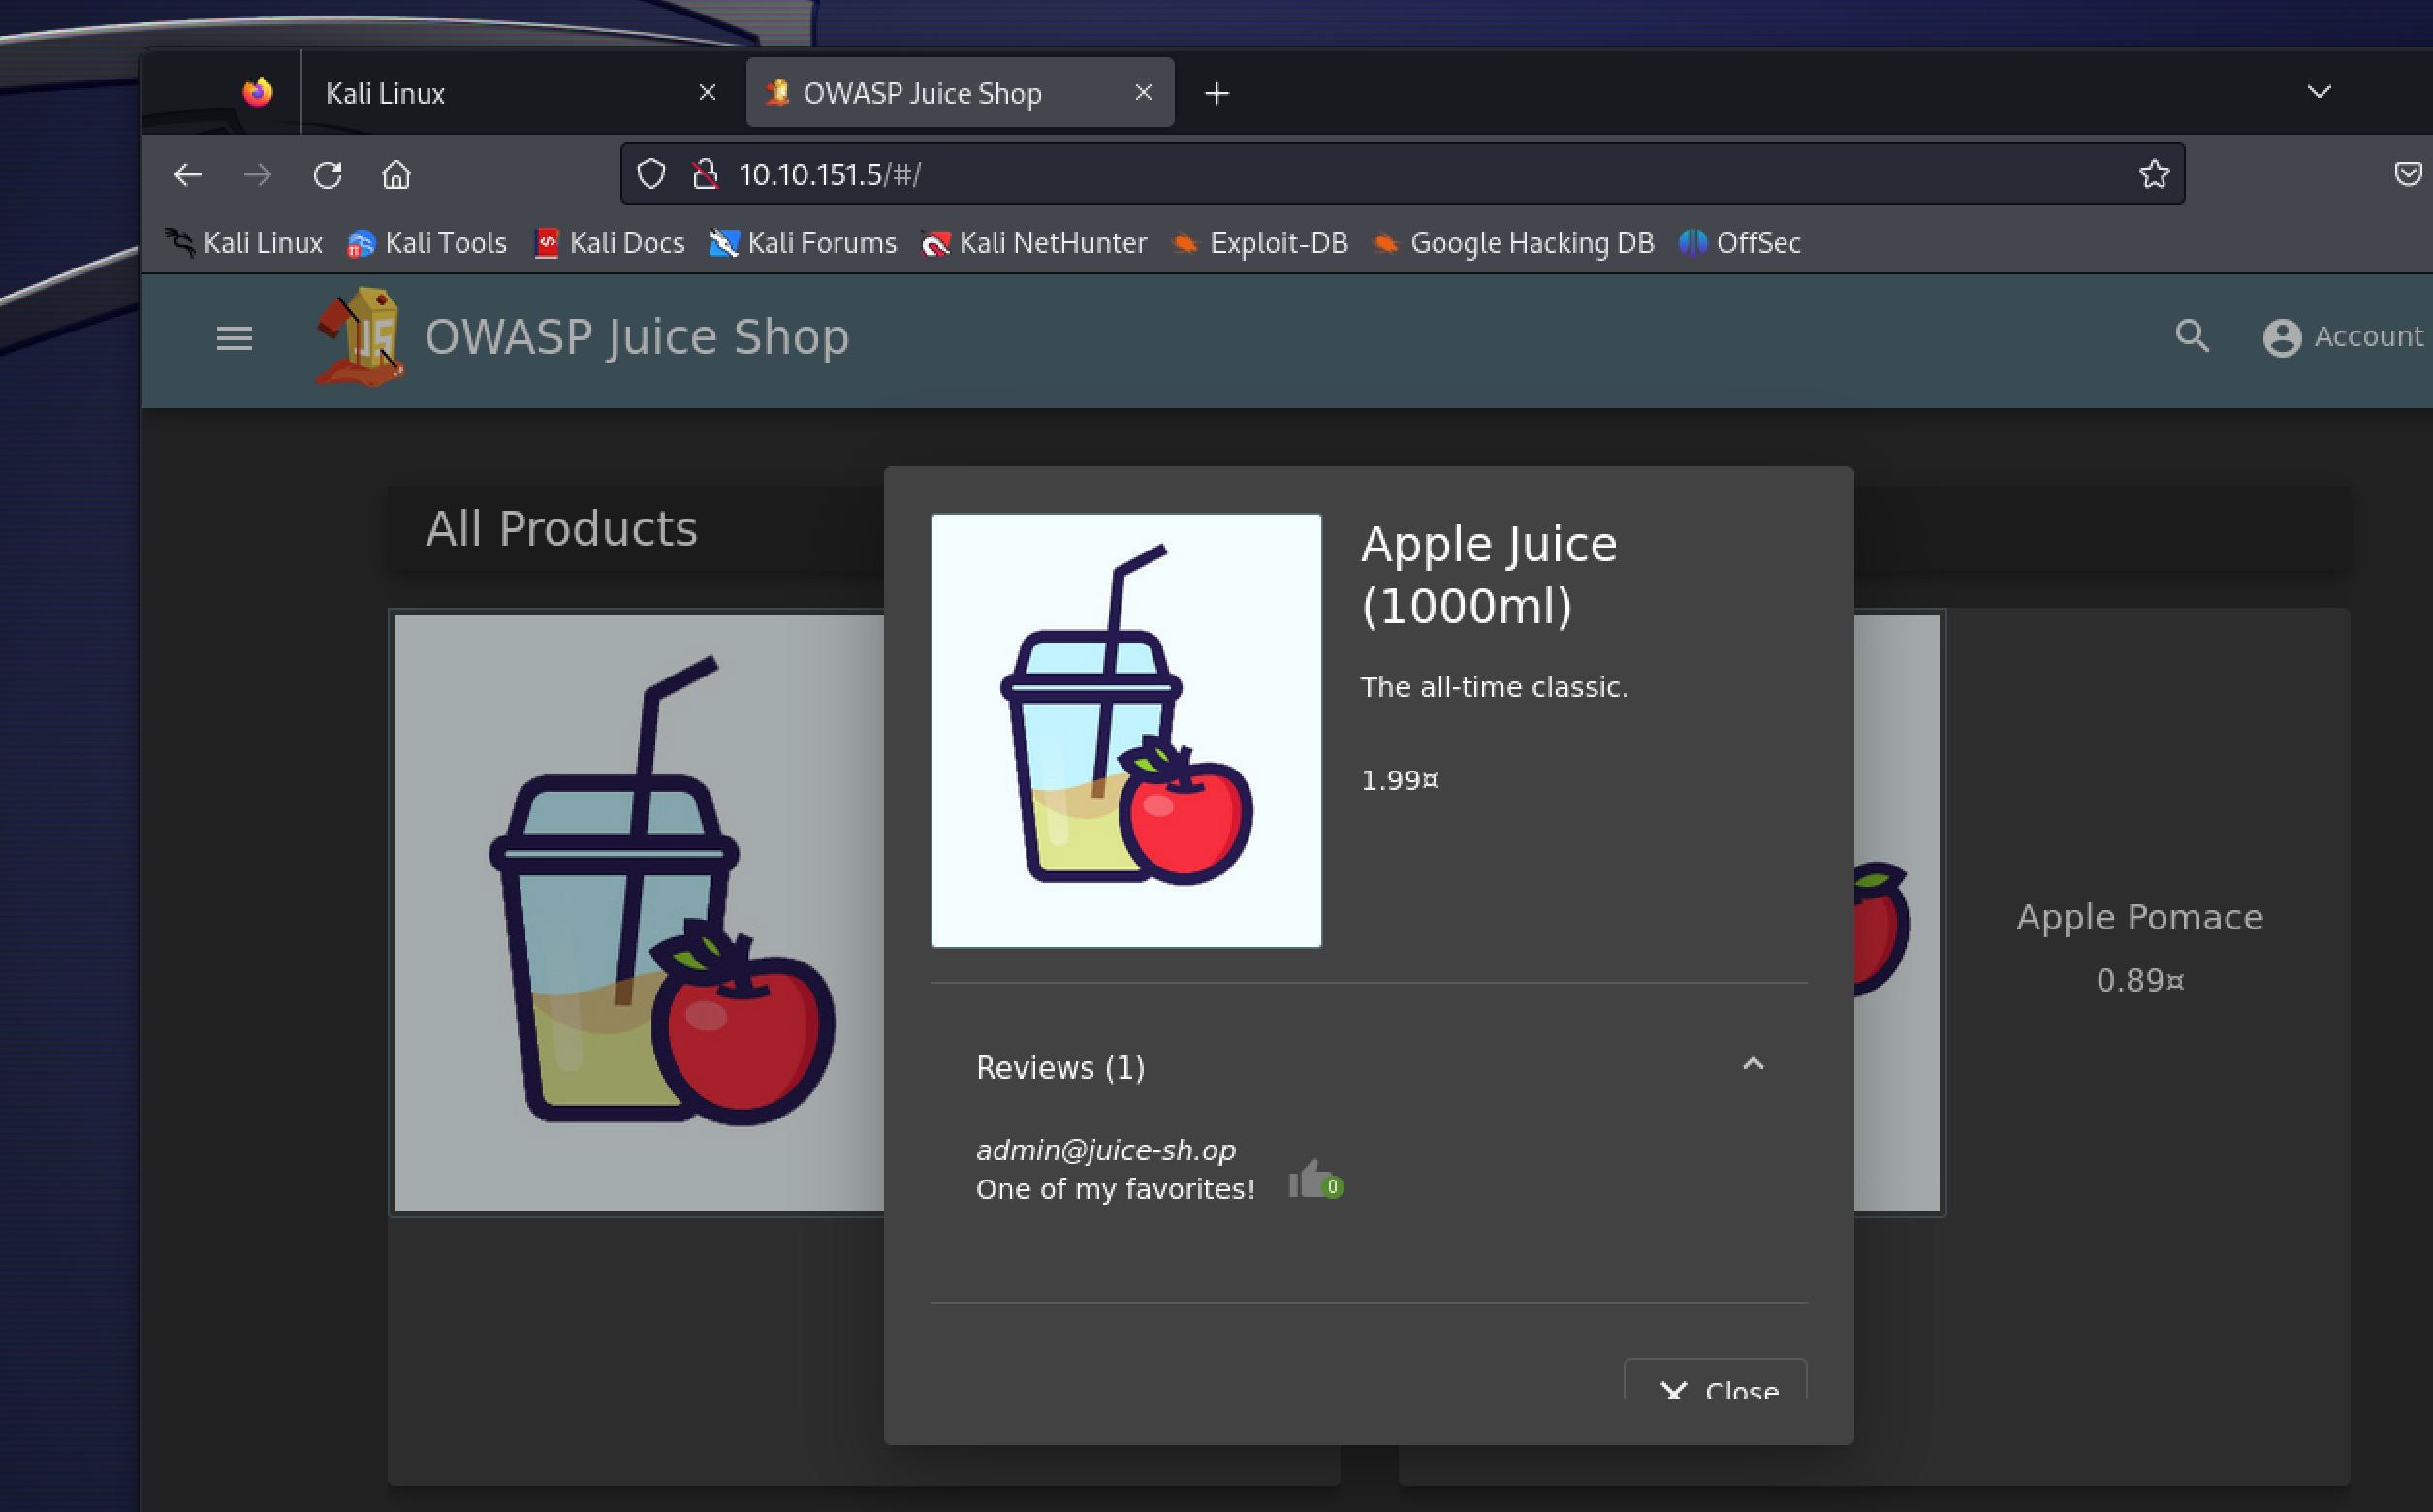 Kali Linux
OWASP Juice Shop
10.10.151.5/#/
Kali Linux Kali Tools Kali Docs Kali Forums Kali NetHunter Exploit-DB Google Hacking DB OffSec
JS OWASP Juice Shop Account
All Products
Apple Juice
(1000ml)
The all-time classic.
1.99¤
Apple Pomace
0.89¤
Reviews (1)
admin@juice-sh.op
One of my favorites! 0
Close